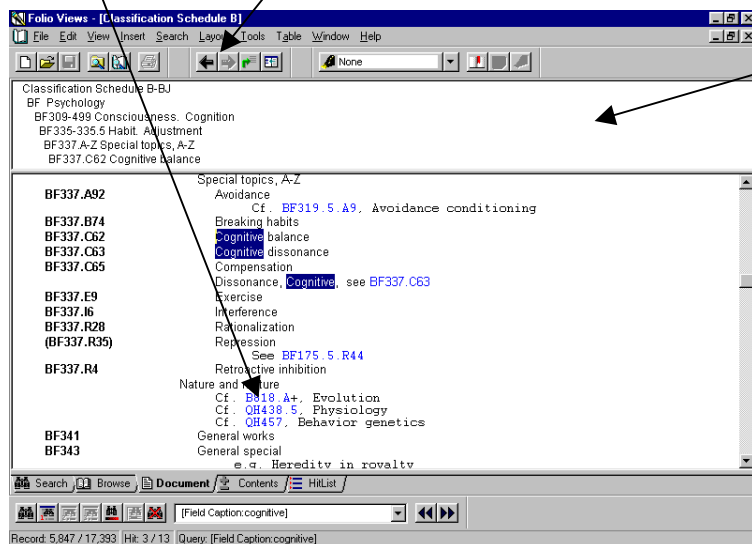 Folio Views - [Classification Schedule B]
File Edit View Insert Search Layout Tools Table Window Help
None
Classification Schedule B-BJ
BF Psychology
BF309-499 Consciousness. Cognition
BF335-335.5 Habit. Adjustment
BF337.A-Z Special topics, A-Z
BF337.C62 Cognitive balance
Special topics, A-Z
BF337.A92 Avoidance
Cf. BF319.5.A9, Avoidance conditioning
BF337.B74 Breaking habits
BF337.C62 Cognitive balance
BF337.C63 Cognitive dissonance
BF337.C65 Compensation
Dissonance, Cognitive, see BF337.C63
BF337.E9 Exercise
BF337.I6 Interference
BF337.R28 Rationalization
(BF337.R35) Repression
See BF175.5.R44
BF337.R4 Retroactive inhibition
Nature and nurture
Cf. B818.A+, Evolution
Cf. QH438.5, Physiology
Cf. QH457, Behavior genetics
BF341 General works
BF343 General special
e.g. Heredity in royalty
Search Browse Document Contents HitList
[Field Caption:cognitive]
Record: 5,847 / 17,393 Hit: 3 / 13 Query: [Field Caption:cognitive]